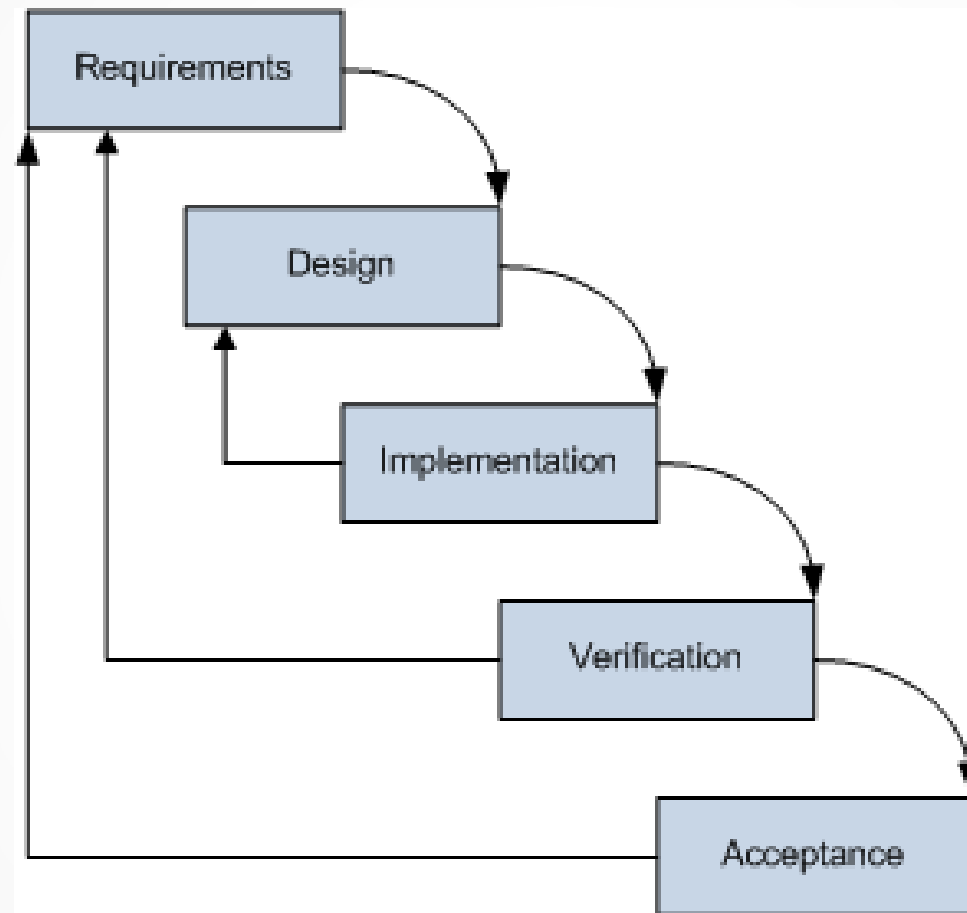 Requirements
Design
Implementation
Verification
Acceptance